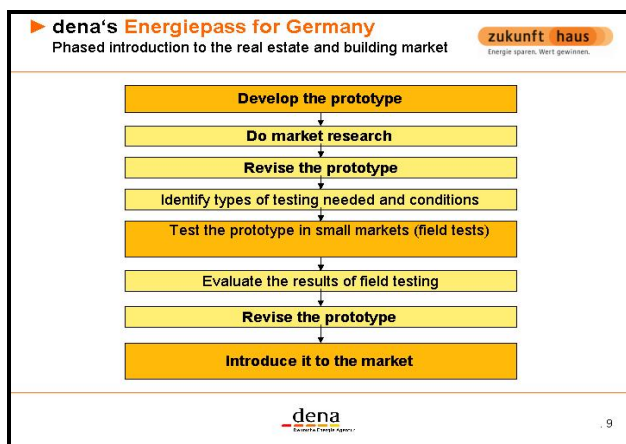 ► dena's Energiepass for Germany
Phased introduction to the real estate and building market
zukunft haus
Energie sparen. Wert gewinnen.
Develop the prototype
Do market research
Revise the prototype
Identify types of testing needed and conditions
Test the prototype in small markets (field tests)
Evaluate the results of field testing
Revise the prototype
Introduce it to the market
dena
Deutsche Energie-Agentur
. 9